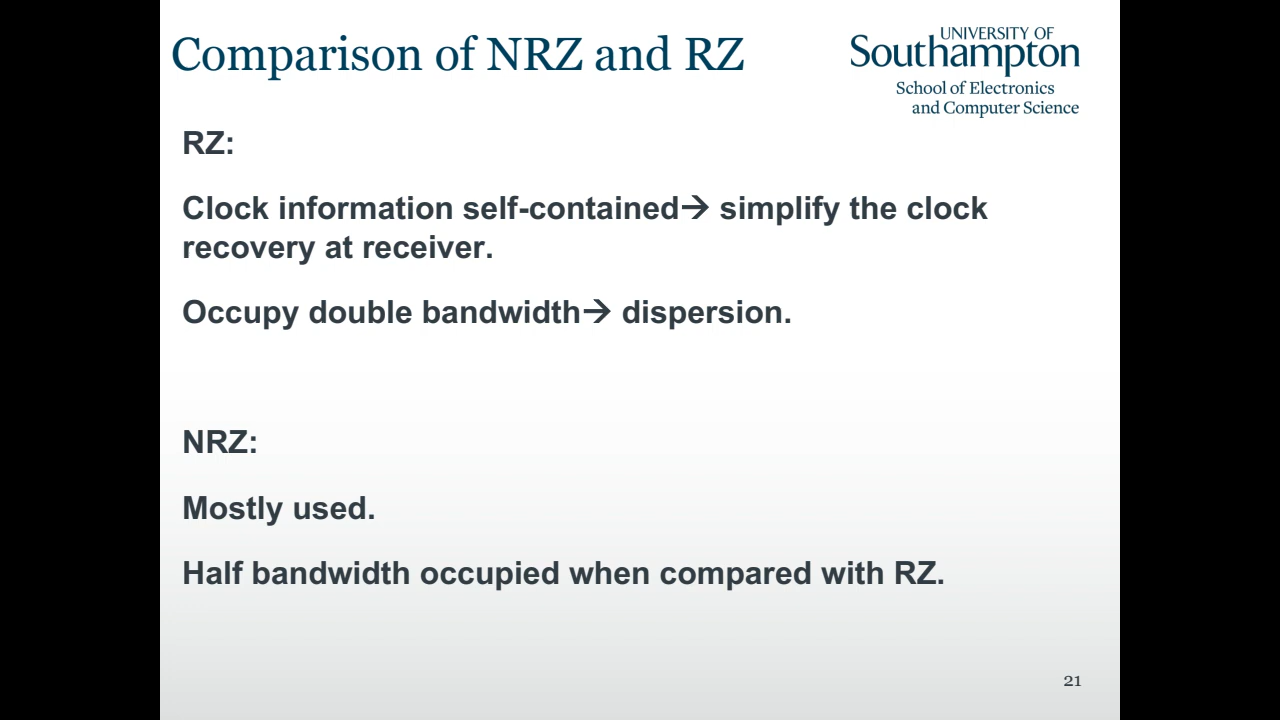 Comparison of NRZ and RZ
UNIVERSITY OF
Southampton
School of Electronics
and Computer Science
RZ:
Clock information self-contained→ simplify the clock
recovery at receiver.
Occupy double bandwidth→ dispersion.
NRZ:
Mostly used.
Half bandwidth occupied when compared with RZ.
21